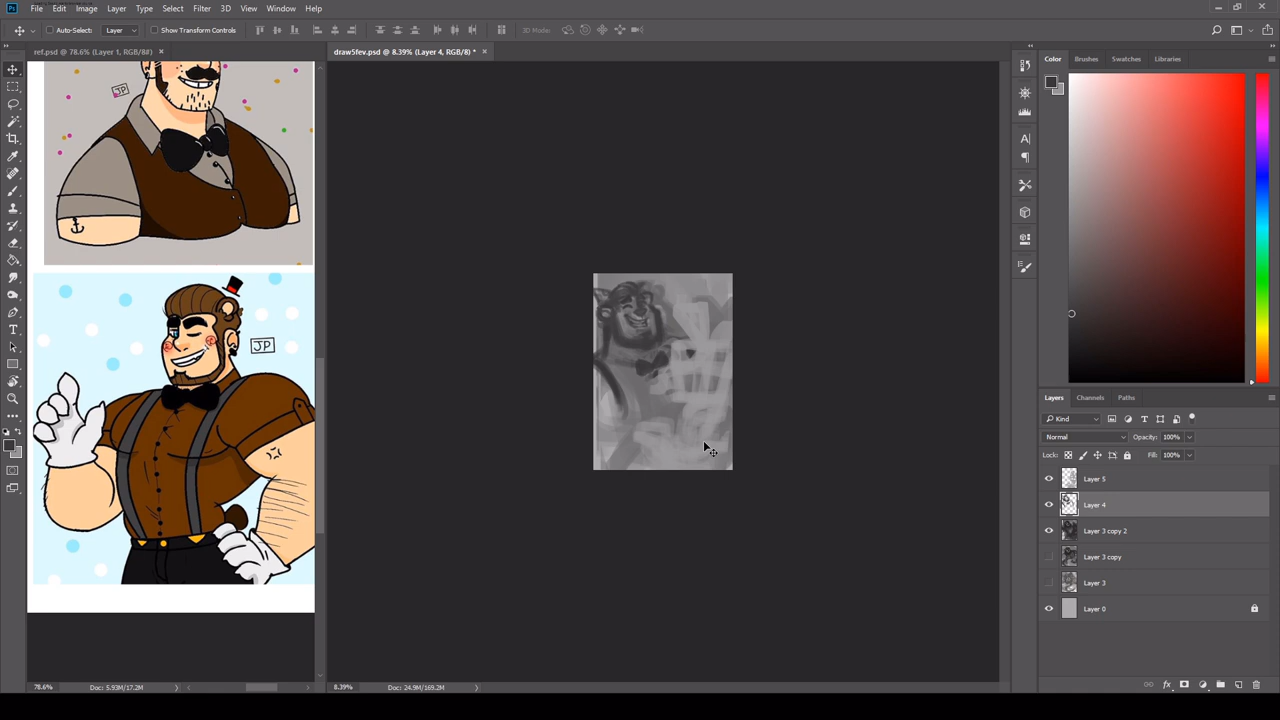 Ps File Edit Image Layer Type Select Filter 3D View Window Help
Auto-Select: Layer Show Transform Controls 3D Mode:
ref.psd @ 78.6% (Layer 1, RGB/8#) × draw5fev.psd @ 8.39% (Layer 4, RGB/8) * ×
Color Brushes Swatches Libraries
JP
JP
Layers Channels Paths
Kind
Normal Opacity: 100%
Lock: Fill: 100%
Layer 5
Layer 4
Layer 3 copy 2
Layer 3 copy
Layer 3
Layer 0
78.6% Doc: 5.93M/17.2M 8.39% Doc: 24.9M/169.2M
fx